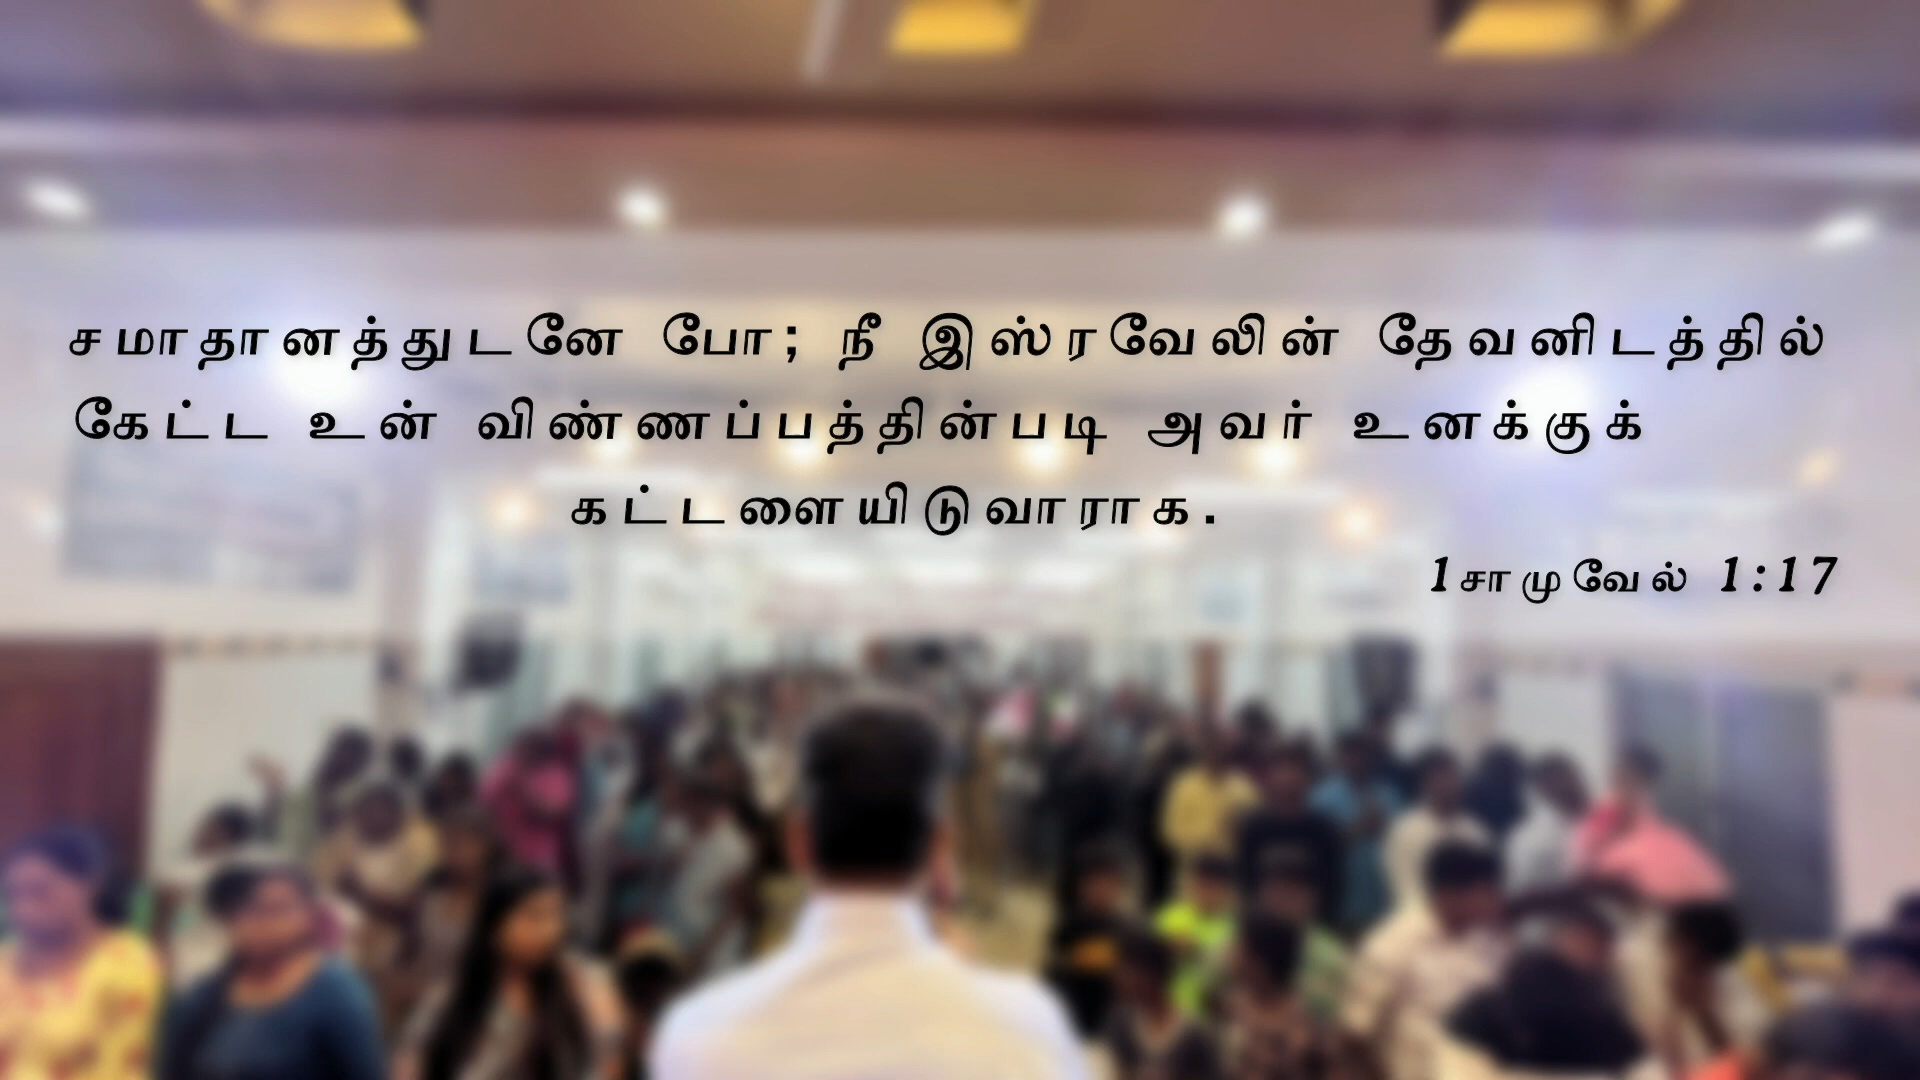 சமாதானத்துடனே போ; நீ இஸ்ரவேலின் தேவனிடத்தில்
கேட்ட உன் விண்ணப்பத்தின்படி அவர் உனக்குக்
கட்டளையிடுவாராக.
1சாமுவேல் 1:17